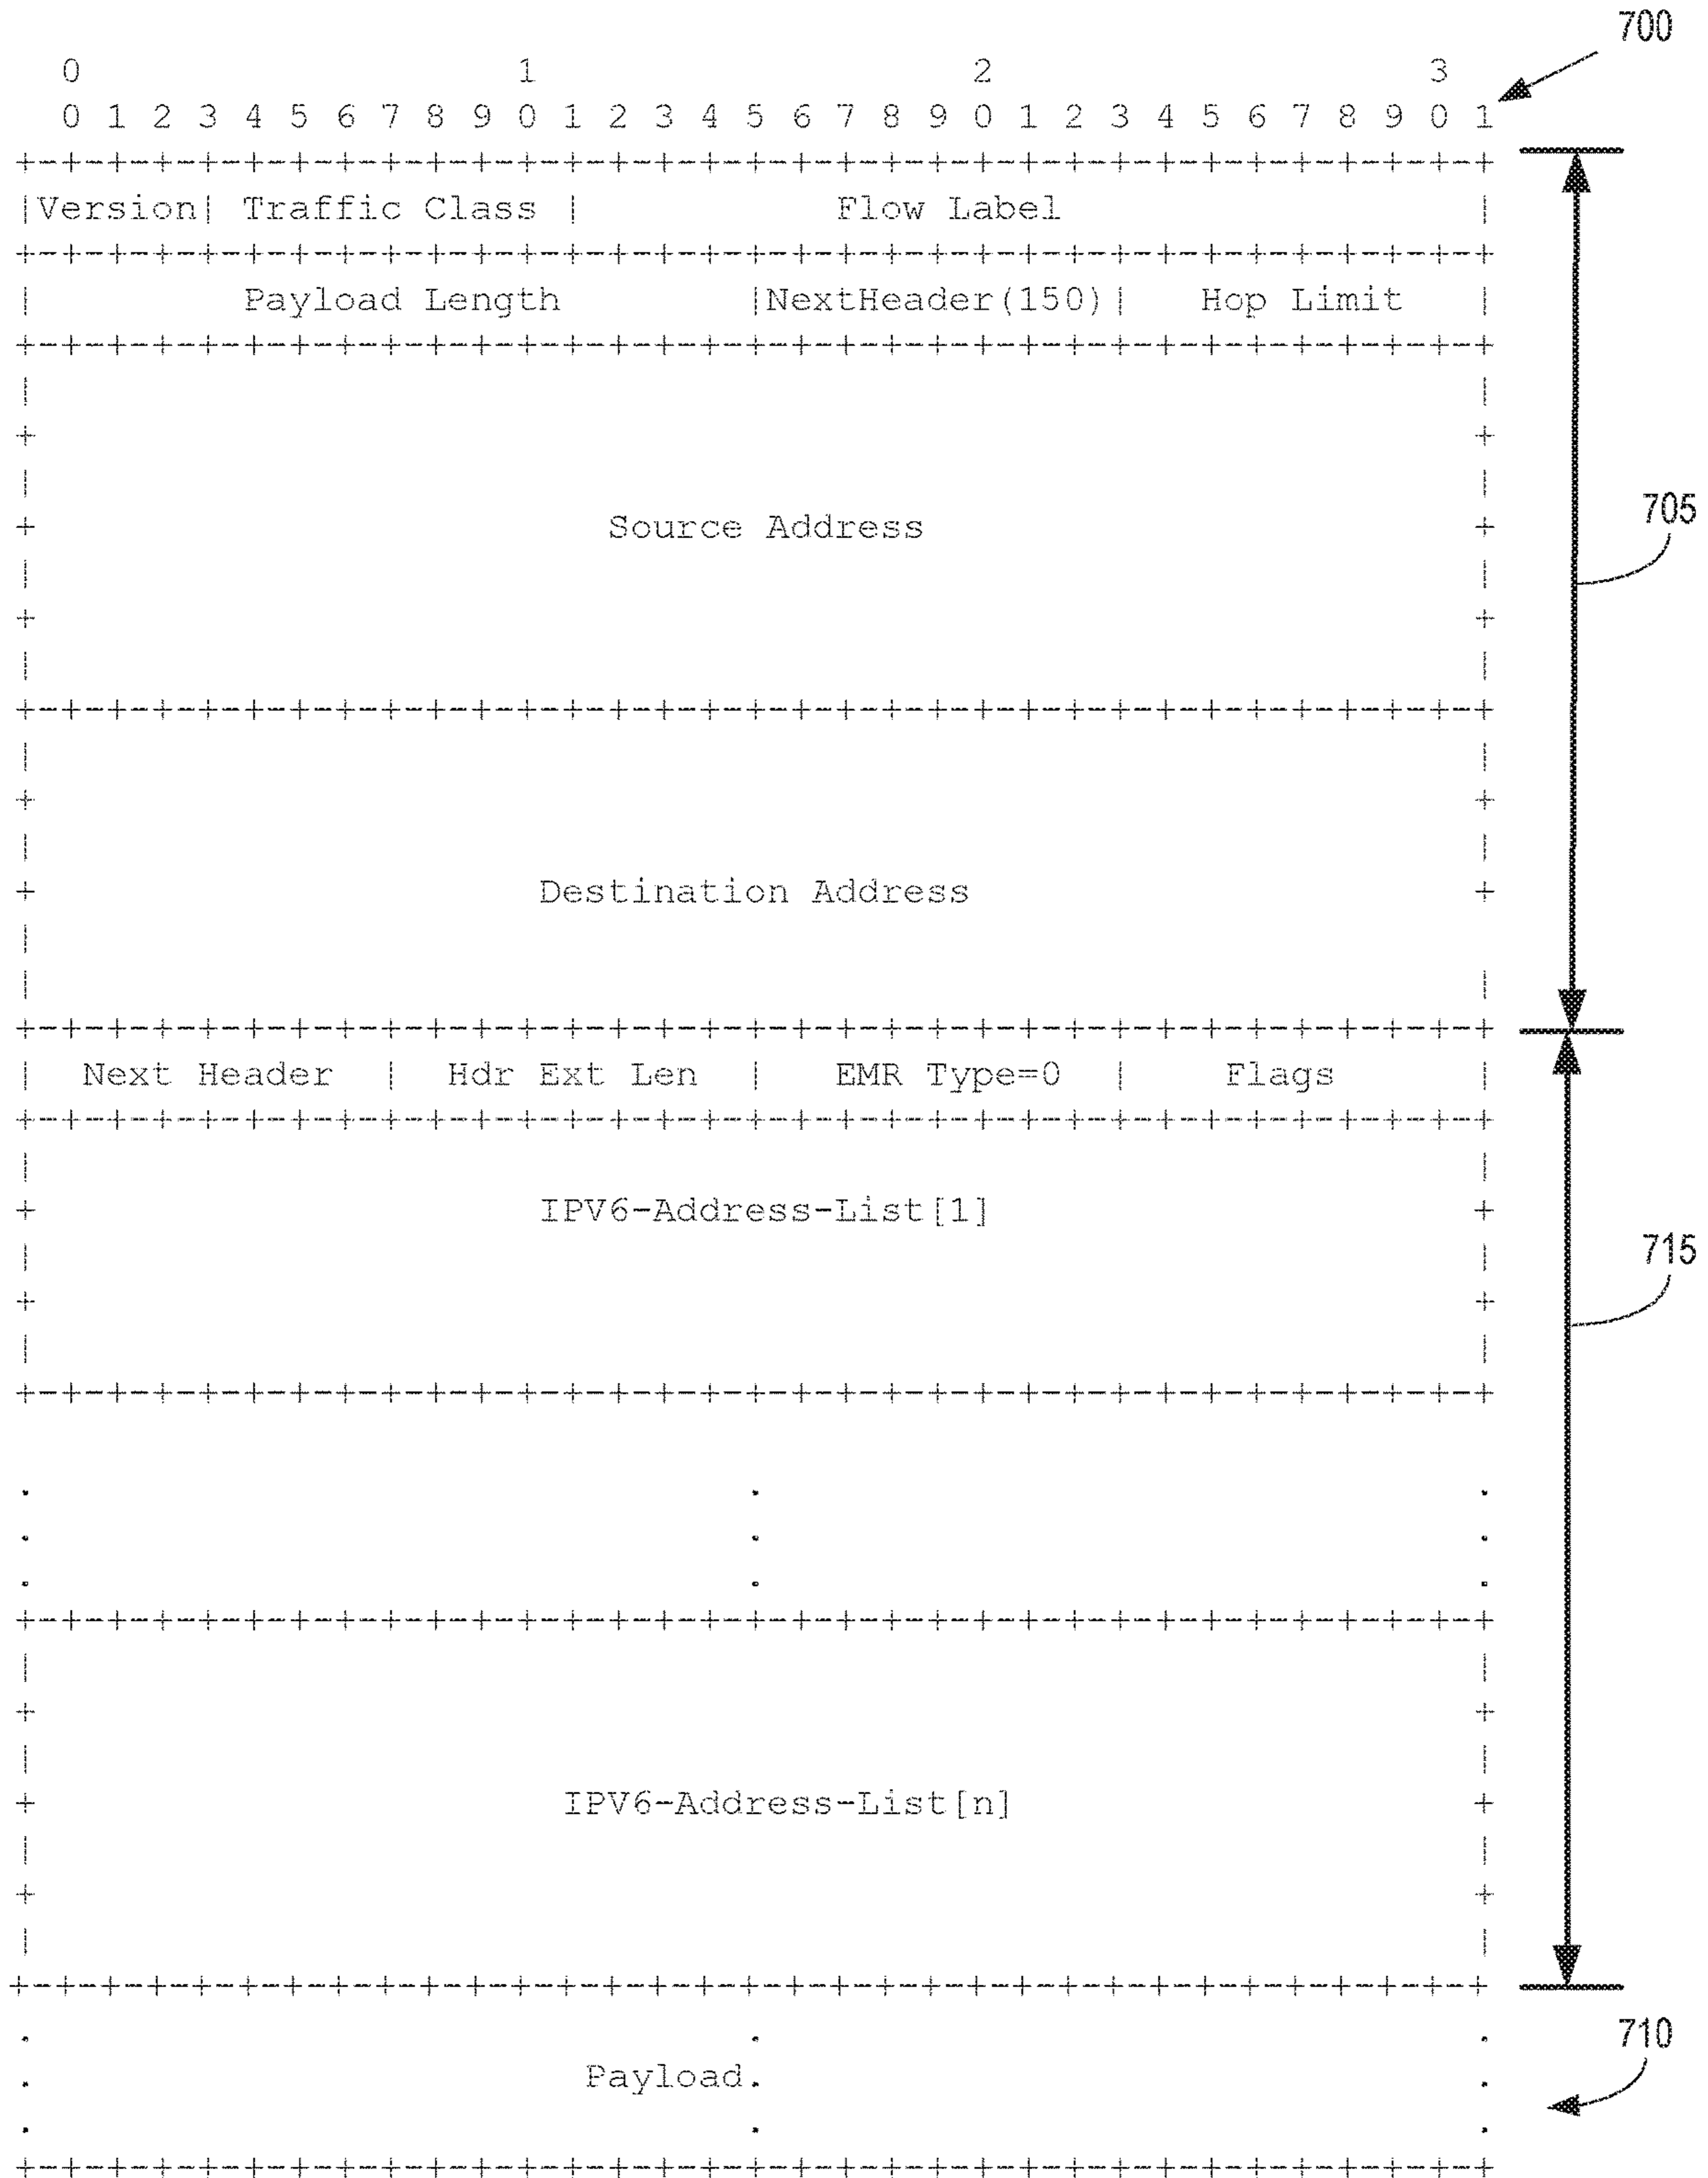 700
0 1 2 3
0 1 2 3 4 5 6 7 8 9 0 1 2 3 4 5 6 7 8 9 0 1 2 3 4 5 6 7 8 9 0 1
+-+-+-+-+-+-+-+-+-+-+-+-+-+-+-+-+-+-+-+-+-+-+-+-+-+-+-+-+-+-+-+-+
|Version| Traffic Class | Flow Label |
+-+-+-+-+-+-+-+-+-+-+-+-+-+-+-+-+-+-+-+-+-+-+-+-+-+-+-+-+-+-+-+-+
| Payload Length |NextHeader(150)| Hop Limit |
+-+-+-+-+-+-+-+-+-+-+-+-+-+-+-+-+-+-+-+-+-+-+-+-+-+-+-+-+-+-+-+-+
| |
+ +
| |
705
+ Source Address +
| |
+ +
| |
+-+-+-+-+-+-+-+-+-+-+-+-+-+-+-+-+-+-+-+-+-+-+-+-+-+-+-+-+-+-+-+-+
| |
+ +
| |
+ Destination Address +
| |
| |
+-+-+-+-+-+-+-+-+-+-+-+-+-+-+-+-+-+-+-+-+-+-+-+-+-+-+-+-+-+-+-+-+
| Next Header | Hdr Ext Len | EMR Type=0 | Flags |
+-+-+-+-+-+-+-+-+-+-+-+-+-+-+-+-+-+-+-+-+-+-+-+-+-+-+-+-+-+-+-+-+
| |
+ IPV6-Address-List[1] +
| |
715
+ +
| |
+-+-+-+-+-+-+-+-+-+-+-+-+-+-+-+-+-+-+-+-+-+-+-+-+-+-+-+-+-+-+-+-+
. . .
. . .
. . .
+-+-+-+-+-+-+-+-+-+-+-+-+-+-+-+-+-+-+-+-+-+-+-+-+-+-+-+-+-+-+-+-+
| |
+ +
| |
+ IPV6-Address-List[n] +
| |
+ +
| |
+-+-+-+-+-+-+-+-+-+-+-+-+-+-+-+-+-+-+-+-+-+-+-+-+-+-+-+-+-+-+-+-+
710
. . .
. Payload. .
. . .
+-+-+-+-+-+-+-+-+-+-+-+-+-+-+-+-+-+-+-+-+-+-+-+-+-+-+-+-+-+-+-+-+